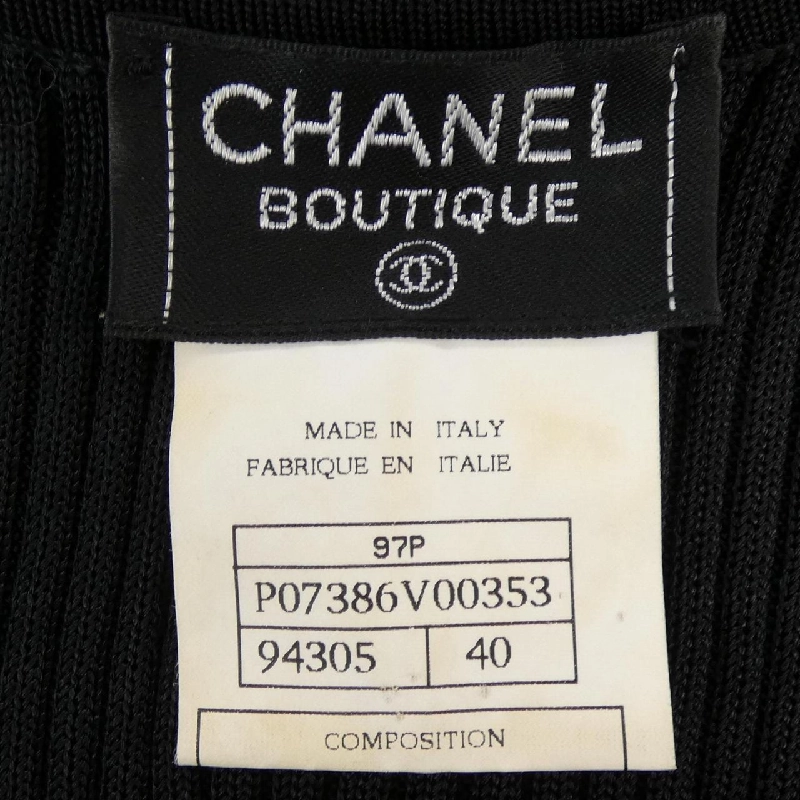 CHANEL
BOUTIQUE
MADE IN ITALY
FABRIQUE EN ITALIE
97P
P07386V00353
94305 40
COMPOSITION